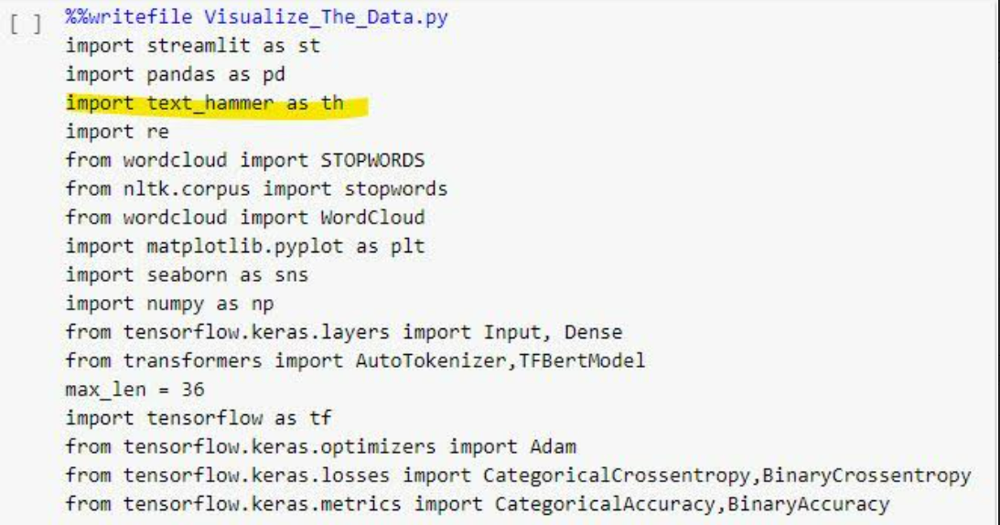 [ ] %%writefile Visualize_The_Data.py
import streamlit as st
import pandas as pd
import text_hammer as th
import re
from wordcloud import STOPWORDS
from nltk.corpus import stopwords
from wordcloud import WordCloud
import matplotlib.pyplot as plt
import seaborn as sns
import numpy as np
from tensorflow.keras.layers import Input, Dense
from transformers import AutoTokenizer,TFBertModel
max_len = 36
import tensorflow as tf
from tensorflow.keras.optimizers import Adam
from tensorflow.keras.losses import CategoricalCrossentropy,BinaryCrossentropy
from tensorflow.keras.metrics import CategoricalAccuracy,BinaryAccuracy